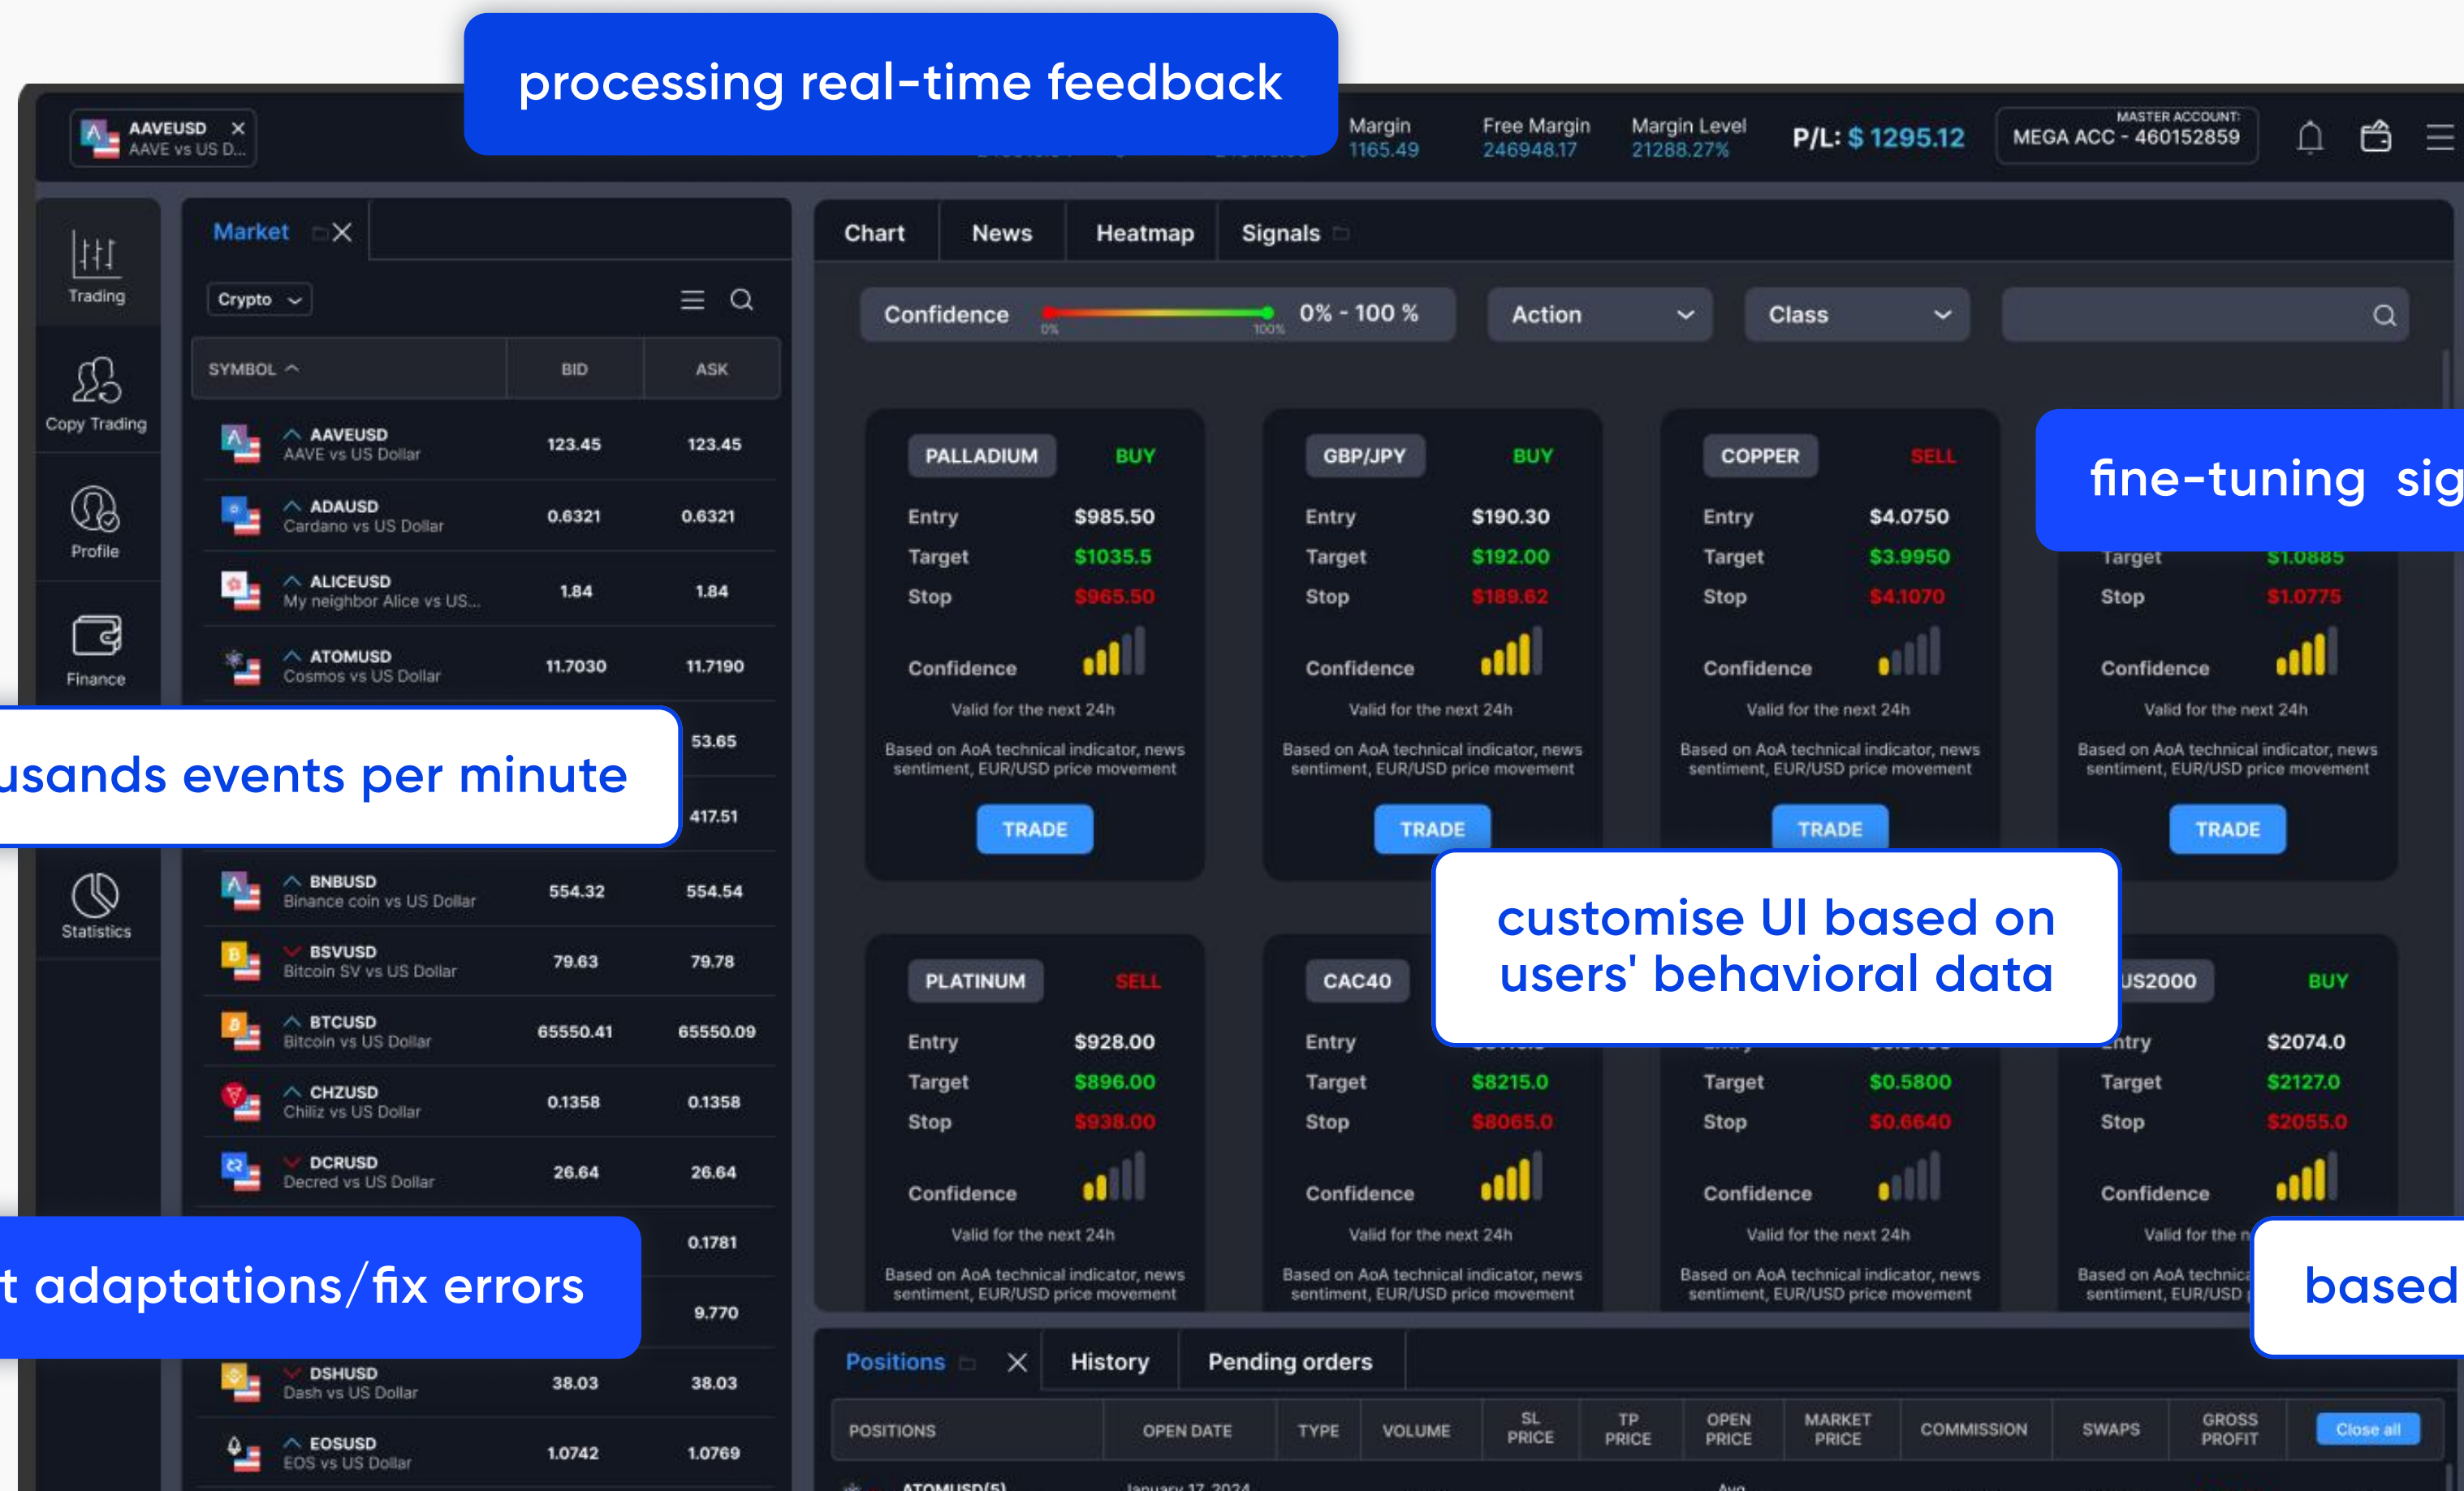 processing real-time feedback
AAVEUSD
AAVE vs US D...
Margin
1165.49
Free Margin
246948.17
Margin Level
21288.27%
P/L: $ 1295.12
MASTER ACCOUNT:
MEGA ACC - 460152859
Trading
Copy Trading
Profile
Finance
Statistics
Market
Crypto
SYMBOL BID ASK
AAVEUSD
AAVE vs US Dollar
123.45 123.45
ADAUSD
Cardano vs US Dollar
0.6321 0.6321
ALICEUSD
My neighbor Alice vs US...
1.84 1.84
ATOMUSD
Cosmos vs US Dollar
11.7030 11.7190
53.65
usands events per minute
417.51
BNBUSD
Binance coin vs US Dollar
554.32 554.54
BSVUSD
Bitcoin SV vs US Dollar
79.63 79.78
BTCUSD
Bitcoin vs US Dollar
65550.41 65550.09
CHZUSD
Chiliz vs US Dollar
0.1358 0.1358
DCRUSD
Decred vs US Dollar
26.64 26.64
0.1781
t adaptations/fix errors
9.770
DSHUSD
Dash vs US Dollar
38.03 38.03
EOSUSD
EOS vs US Dollar
1.0742 1.0769
Chart News Heatmap Signals
Confidence 0% 100% 0% - 100 %
Action
Class
PALLADIUM BUY
Entry $985.50
Target $1035.5
Stop $965.50
Confidence
Valid for the next 24h
Based on AoA technical indicator, news
sentiment, EUR/USD price movement
TRADE
GBP/JPY BUY
Entry $190.30
Target $192.00
Stop $189.62
Confidence
Valid for the next 24h
Based on AoA technical indicator, news
sentiment, EUR/USD price movement
TRADE
COPPER SELL
Entry $4.0750
Target $3.9950
Stop $4.1070
Confidence
Valid for the next 24h
Based on AoA technical indicator, news
sentiment, EUR/USD price movement
TRADE
fine-tuning sig
Target $1.0885
Stop $1.0775
Confidence
Valid for the next 24h
Based on AoA technical indicator, news
sentiment, EUR/USD price movement
TRADE
customise UI based on
users' behavioral data
PLATINUM SELL
Entry $928.00
Target $896.00
Stop $938.00
Confidence
Valid for the next 24h
Based on AoA technical indicator, news
sentiment, EUR/USD price movement
CAC40
Entry
Target $8215.0
Stop $8065.0
Confidence
Valid for the next 24h
Based on AoA technical indicator, news
sentiment, EUR/USD price movement
Target $0.5800
Stop $0.6640
Confidence
Valid for the next 24h
Based on AoA technical indicator, news
sentiment, EUR/USD price movement
US2000 BUY
Entry $2074.0
Target $2127.0
Stop $2055.0
Confidence
Valid for the n
Based on AoA technica
sentiment, EUR/USD
based
Positions History Pending orders
POSITIONS OPEN DATE TYPE VOLUME SL PRICE TP PRICE OPEN PRICE MARKET PRICE COMMISSION SWAPS GROSS PROFIT Close all
ATOMUSD(5) January 17, 2024 Avg